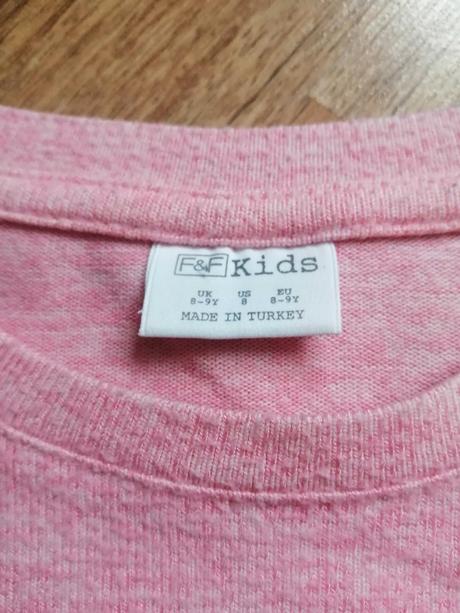 F&F Kids
UK US EU
8-9Y 8 8-9Y
MADE IN TURKEY